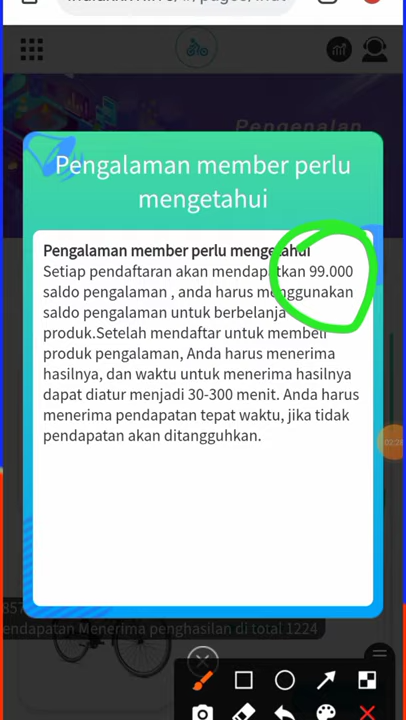 Pengenalan
Pengalaman member perlu
mengetahui
Pengalaman member perlu mengetahui
Setiap pendaftaran akan mendapatkan 99.000
saldo pengalaman , anda harus menggunakan
saldo pengalaman untuk berbelanja
produk.Setelah mendaftar untuk membeli
produk pengalaman, Anda harus menerima
hasilnya, dan waktu untuk menerima hasilnya
dapat diatur menjadi 30-300 menit. Anda harus
menerima pendapatan tepat waktu, jika tidak
pendapatan akan ditangguhkan.
02:28
857
endapatan Menerima penghasilan di total 1224